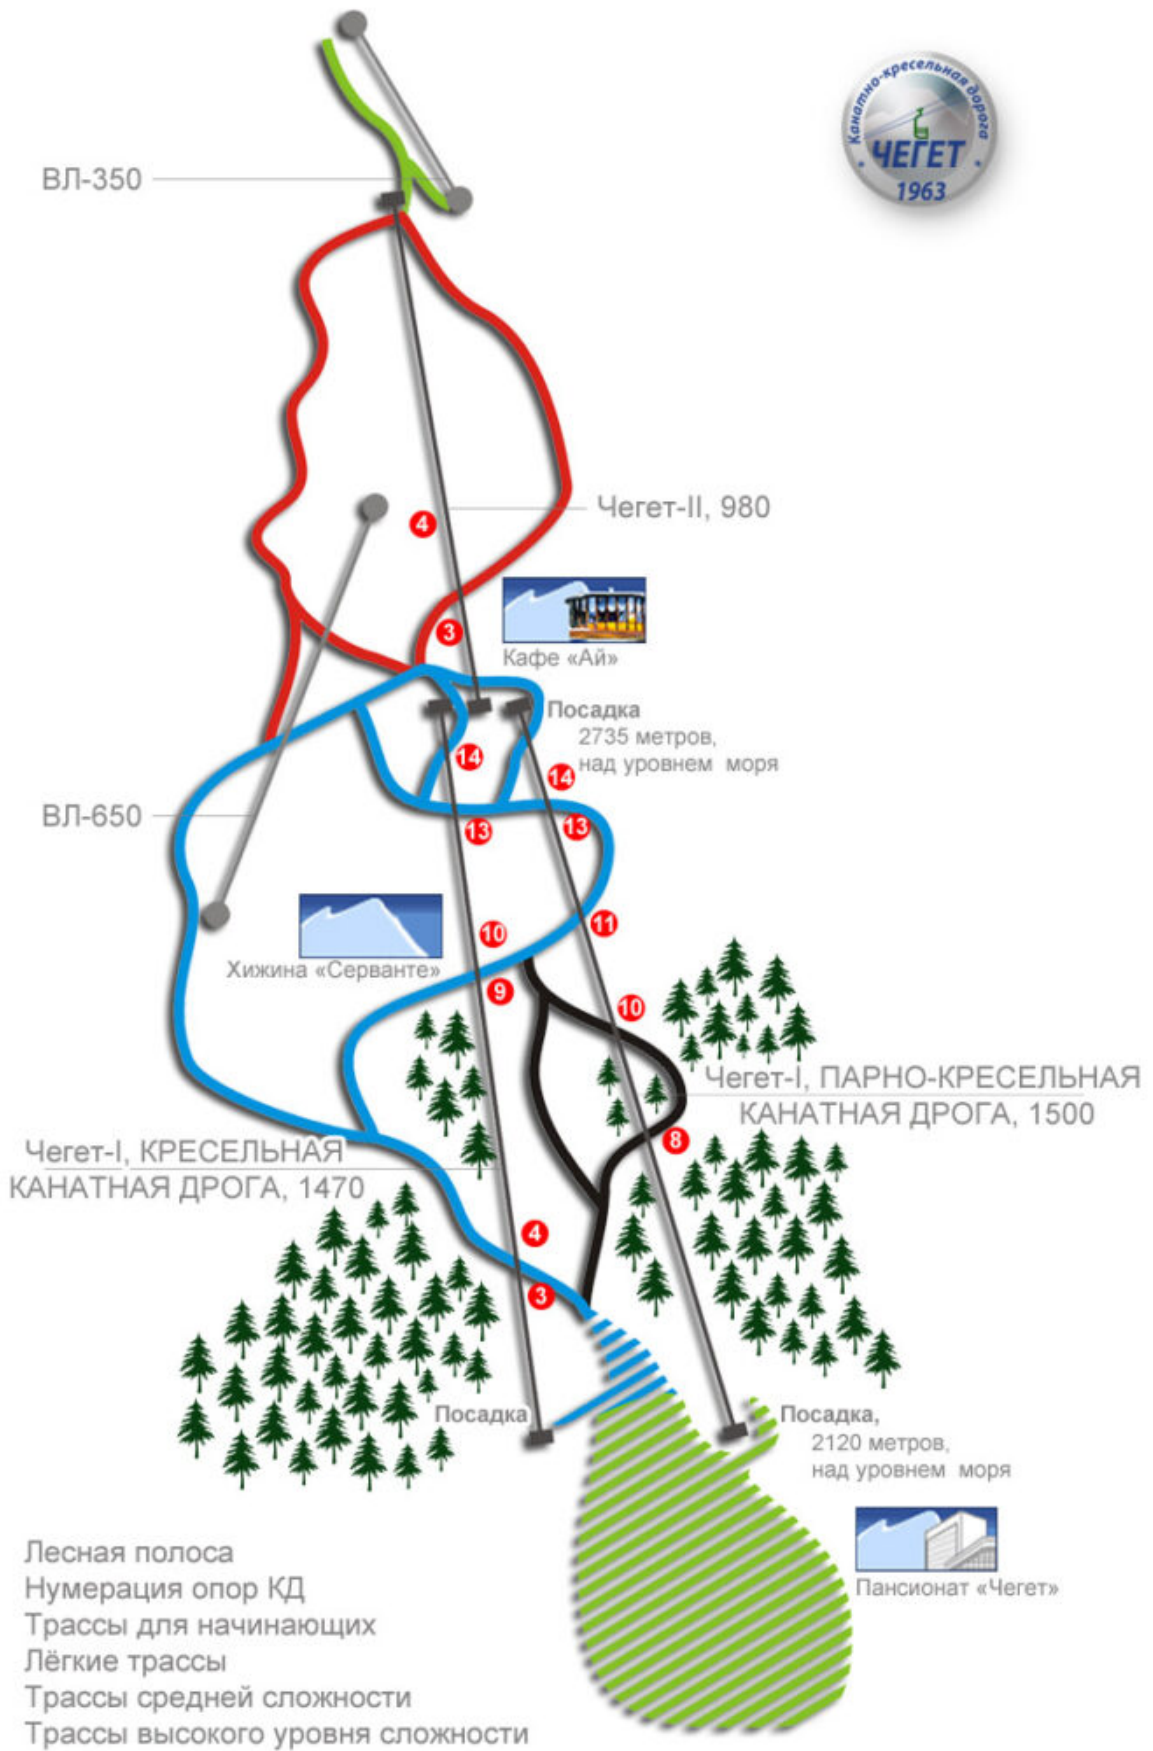 Канатно-кресельная дорога
ЧЕГЕТ
1963
ВЛ-350
Чегет-II, 980
4
Кафе «Ай»
3
Посадка
2735 метров,
над уровнем моря
14
14
ВЛ-650
13
13
11
10
Хижина «Серванте»
9
10
Чегет-I, ПАРНО-КРЕСЕЛЬНАЯ
КАНАТНАЯ ДРОГА, 1500
8
Чегет-I, КРЕСЕЛЬНАЯ
КАНАТНАЯ ДРОГА, 1470
4
3
Посадка
Посадка,
2120 метров,
над уровнем моря
Пансионат «Чегет»
Лесная полоса
Нумерация опор КД
Трассы для начинающих
Лёгкие трассы
Трассы средней сложности
Трассы высокого уровня сложности